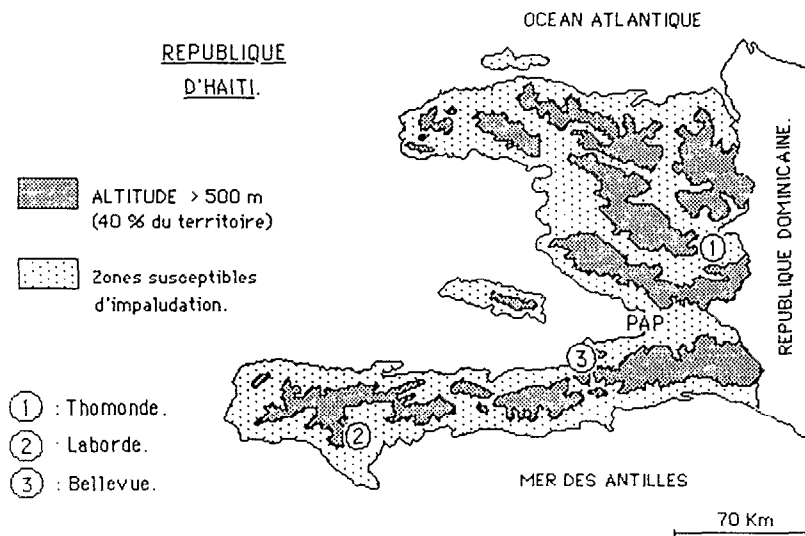 OCEAN ATLANTIQUE
REPUBLIQUE
D'HAITI.
ALTITUDE > 500 m
(40 % du territoire)
Zones susceptibles
d'impaludation.
REPUBLIQUE DOMINICAINE.
1
PAP
3
2
1 : Thomonde.
2 : Laborde.
3 : Bellevue.
MER DES ANTILLES
70 Km